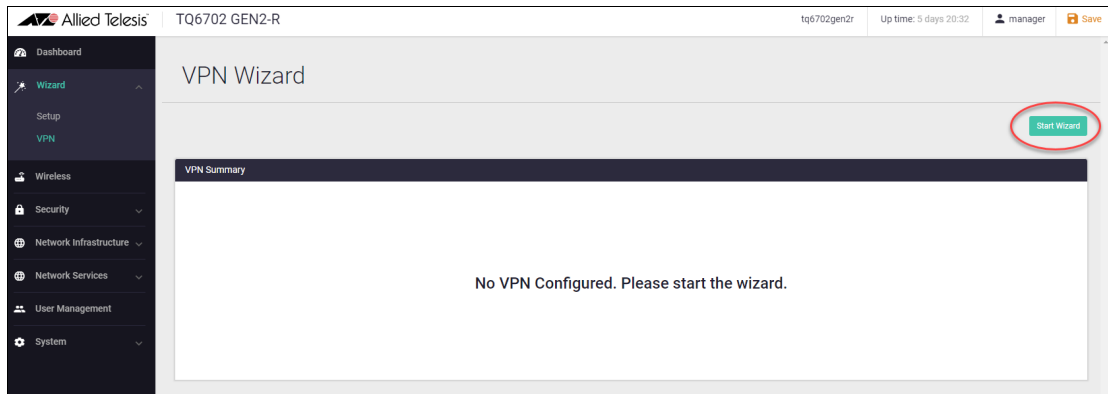 Allied Telesis
TQ6702 GEN2-R
tq6702gen2r
Up time: 5 days 20:32
manager
Save
Dashboard
Wizard
Setup
VPN
Wireless
Security
Network Infrastructure
Network Services
User Management
System
VPN Wizard
Start Wizard
VPN Summary
No VPN Configured. Please start the wizard.